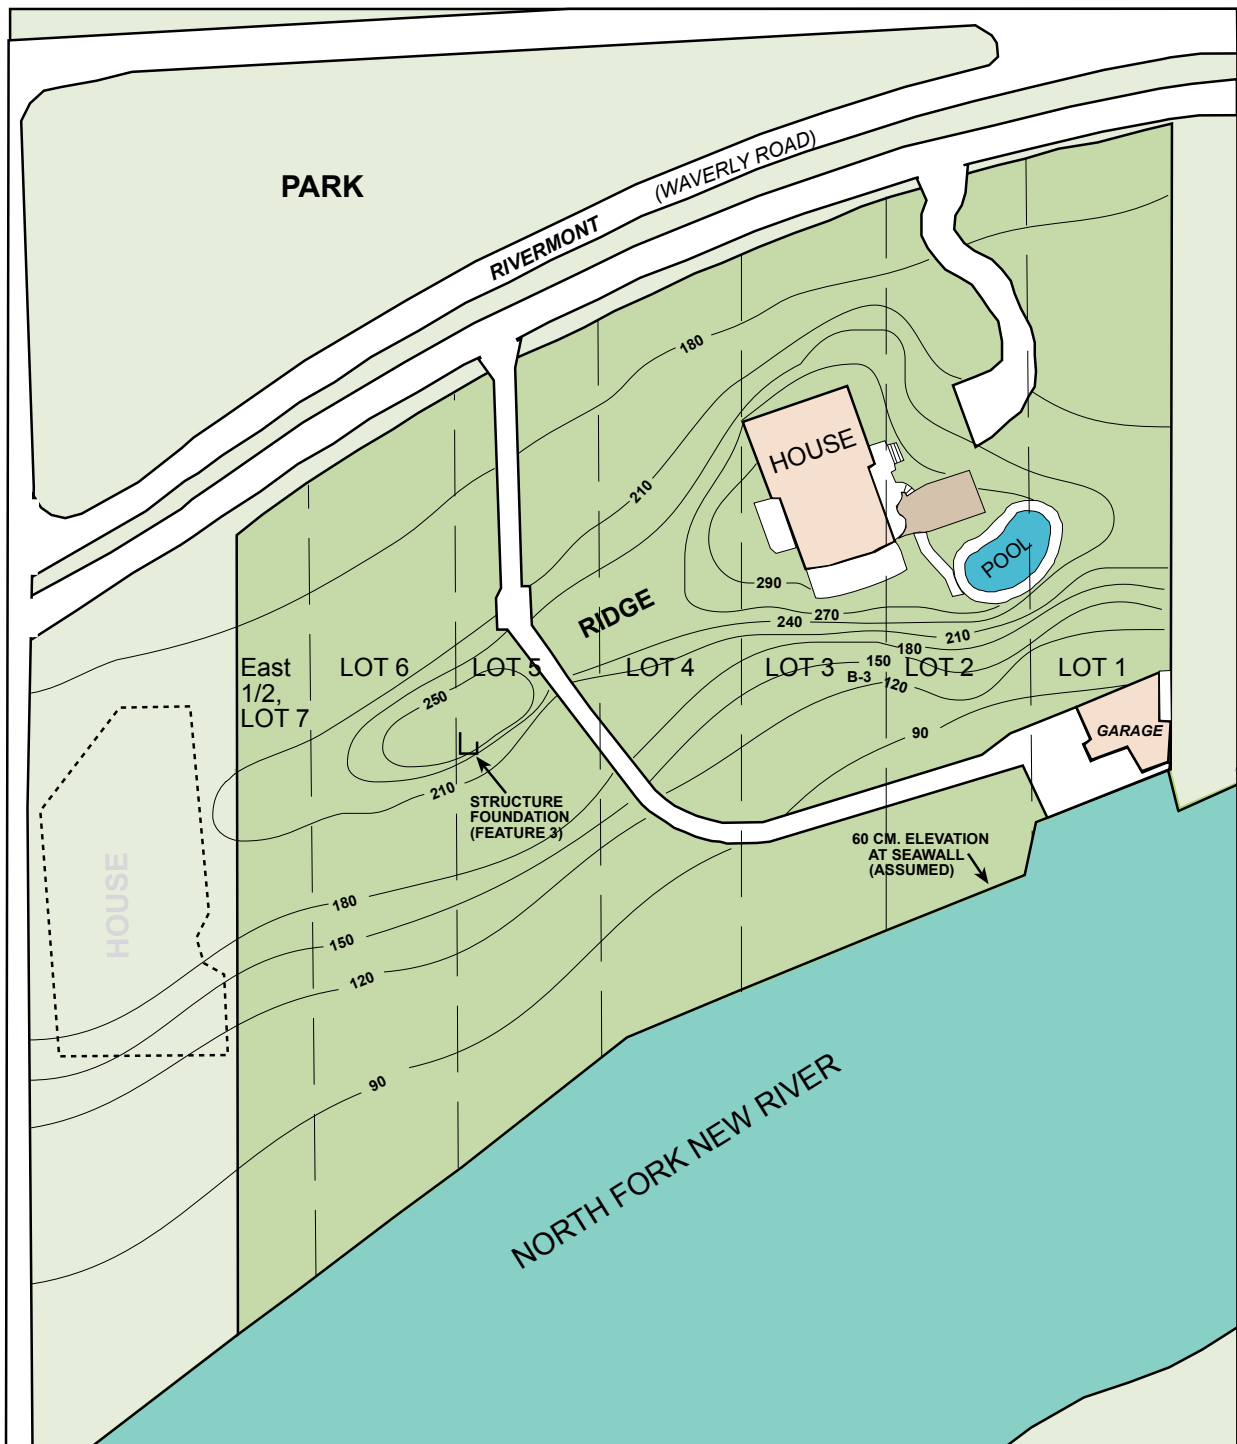 PARK
(WAVERLY ROAD)
RIVERMONT
180
HOUSE
210
POOL
290
RIDGE
270
240
210
180
150
B-3
120
East
1/2,
LOT 7
LOT 6
LOT 5
LOT 4
LOT 3
LOT 2
LOT 1
250
90
GARAGE
210
STRUCTURE
FOUNDATION
(FEATURE 3)
60 CM. ELEVATION
AT SEAWALL
(ASSUMED)
HOUSE
180
150
120
90
NORTH FORK NEW RIVER